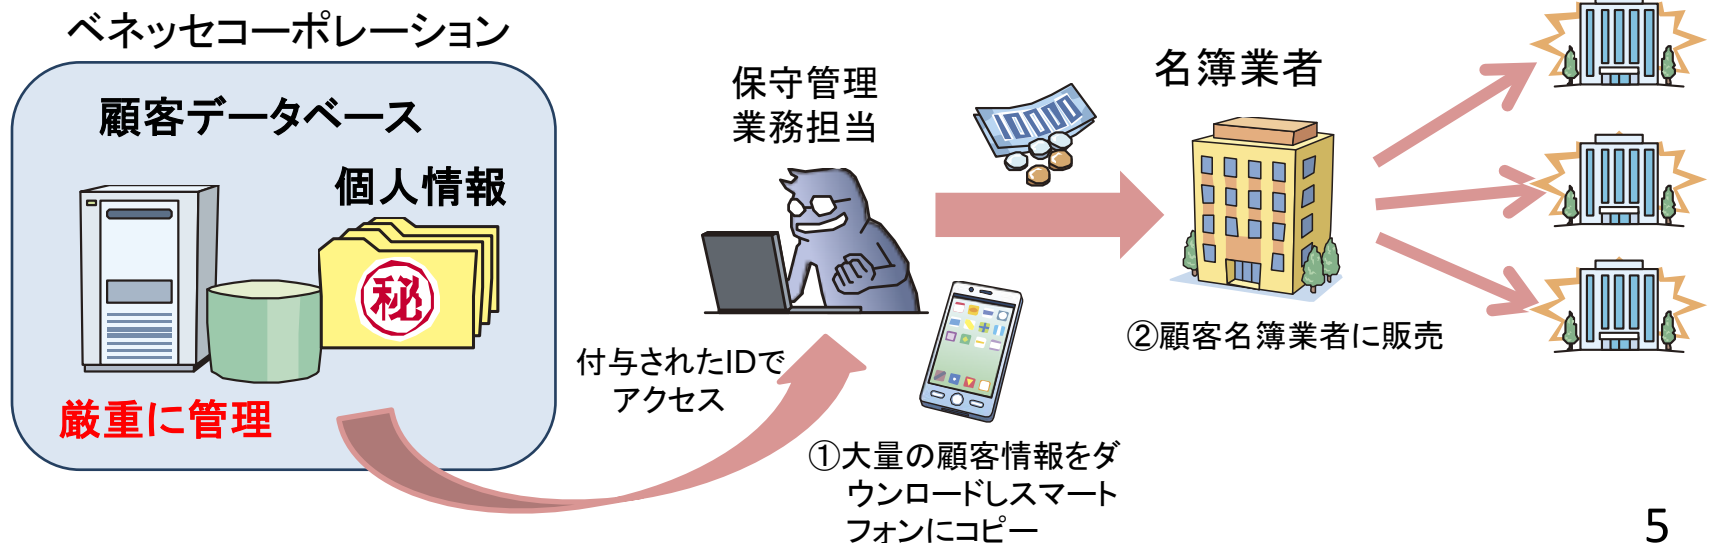 ベネッセコーポレーション
顧客データベース
個人情報
秘
厳重に管理
保守管理
業務担当
付与されたIDで
アクセス
10000
①大量の顧客情報をダ
ウンロードしスマート
フォンにコピー
名簿業者
②顧客名簿業者に販売
5